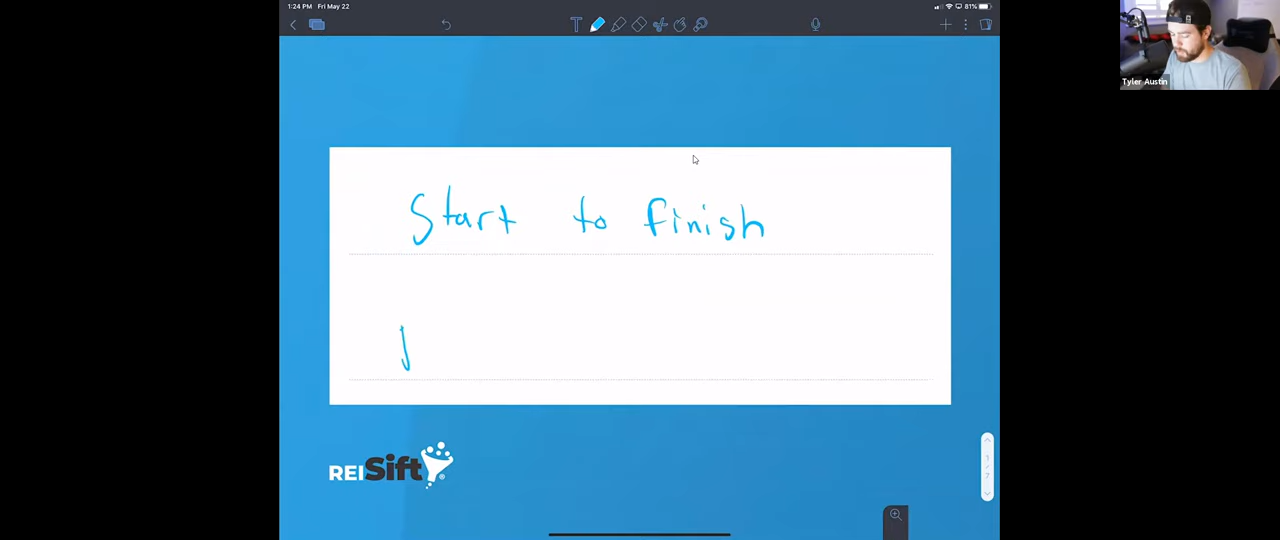 1:24 PM Fri May 22
81%
Tyler Austin
Start to finish
REISift®